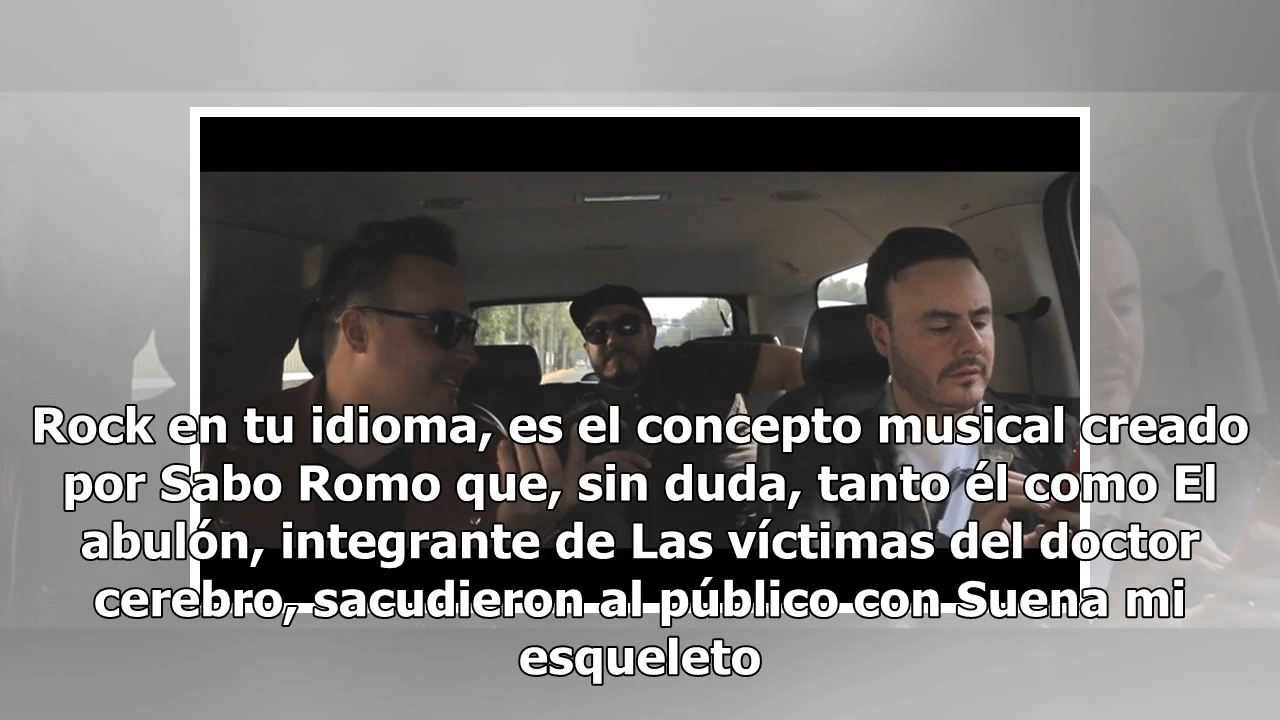 Rock en tu idioma, es el concepto musical creado
por Sabo Romo que, sin duda, tanto él como El
abulón, integrante de Las víctimas del doctor
cerebro, sacudieron al público con Suena mi
esqueleto